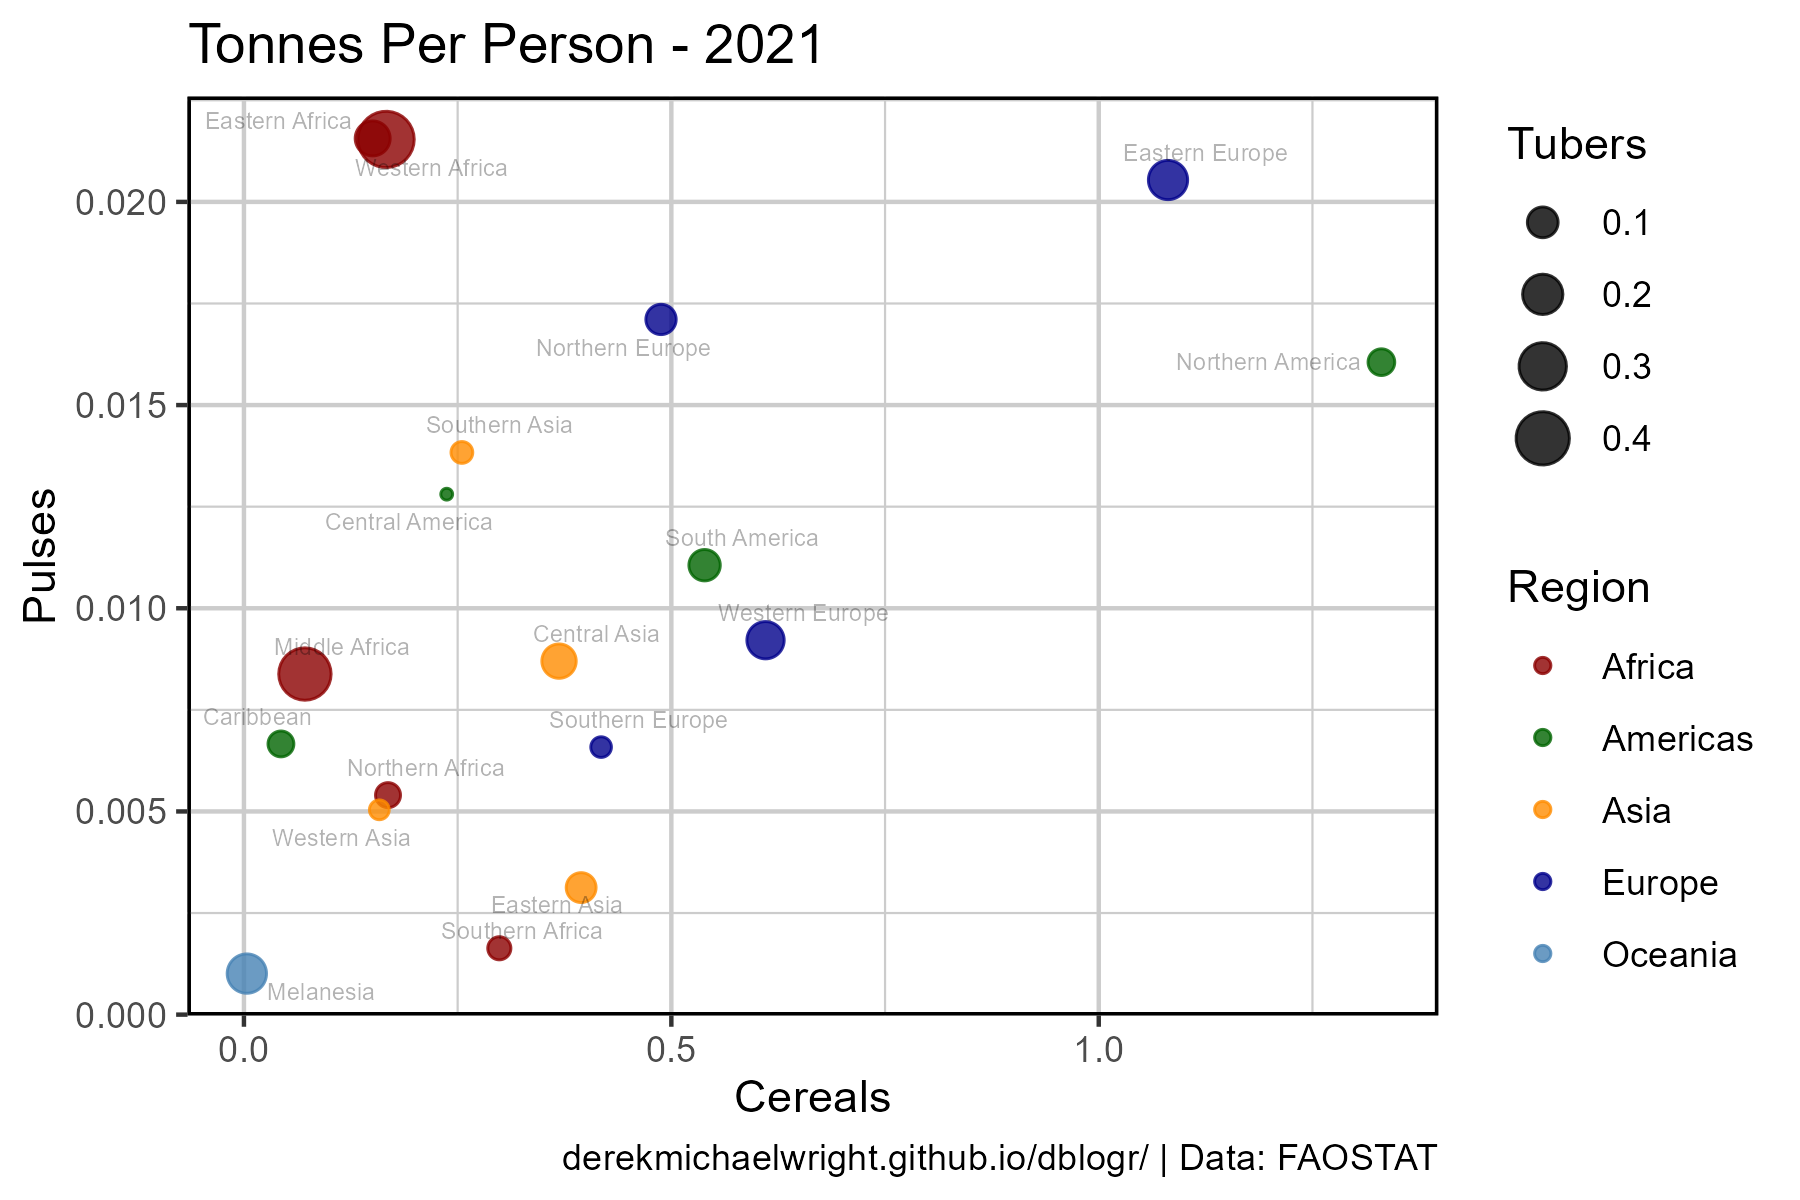 Tonnes Per Person - 2021
Eastern Africa
Western Africa
Eastern Europe
Northern Europe
Northern America
Southern Asia
Central America
South America
Western Europe
Central Asia
Middle Africa
Caribbean
Southern Europe
Northern Africa
Western Asia
Eastern Asia
Southern Africa
Melanesia
0.020
0.015
0.010
0.005
0.000
Pulses
0.0
0.5
1.0
Cereals
Tubers
0.1
0.2
0.3
0.4
Region
Africa
Americas
Asia
Europe
Oceania
derekmichaelwright.github.io/dblogr/ | Data: FAOSTAT